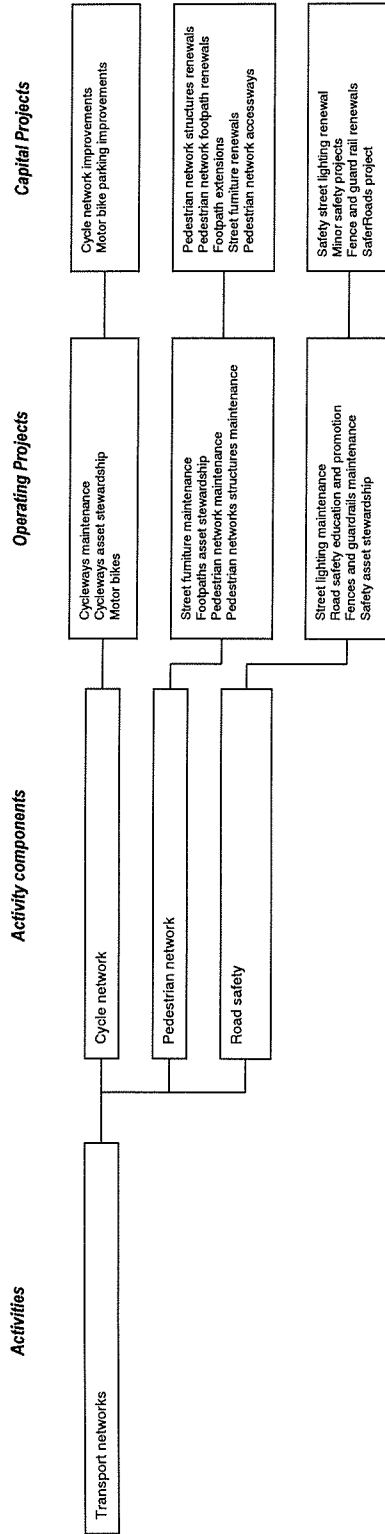 Activities
Activity components
Operating Projects
Capital Projects
Transport networks
Cycle network
Cycleways maintenance
Cycleways asset stewardship
Motor bikes
Cycle network improvements
Motor bike parking improvements
Pedestrian network
Street furniture maintenance
Footpaths asset stewardship
Pedestrian network maintenance
Pedestrian networks structures maintenance
Pedestrian network structures renewals
Pedestrian network footpath renewals
Footpath extensions
Street furniture renewals
Pedestrian network accessways
Road safety
Street lighting maintenance
Road safety education and promotion
Fences and guardrails maintenance
Safety asset stewardship
Safety street lighting renewal
Minor safety projects
Fence and guard rail renewals
SaferRoads project